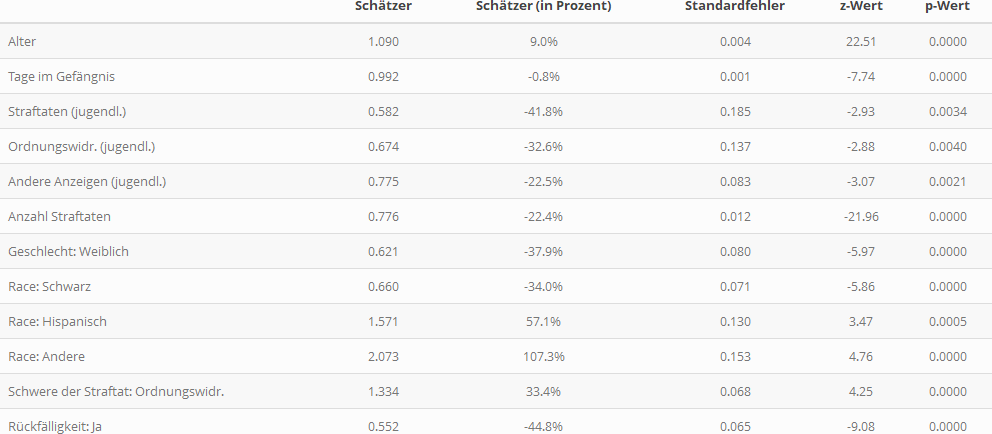 Schätzer Schätzer (in Prozent) Standardfehler z-Wert p-Wert
Alter 1.090 9.0% 0.004 22.51 0.0000
Tage im Gefängnis 0.992 -0.8% 0.001 -7.74 0.0000
Straftaten (jugendl.) 0.582 -41.8% 0.185 -2.93 0.0034
Ordnungswidr. (jugendl.) 0.674 -32.6% 0.137 -2.88 0.0040
Andere Anzeigen (jugendl.) 0.775 -22.5% 0.083 -3.07 0.0021
Anzahl Straftaten 0.776 -22.4% 0.012 -21.96 0.0000
Geschlecht: Weiblich 0.621 -37.9% 0.080 -5.97 0.0000
Race: Schwarz 0.660 -34.0% 0.071 -5.86 0.0000
Race: Hispanisch 1.571 57.1% 0.130 3.47 0.0005
Race: Andere 2.073 107.3% 0.153 4.76 0.0000
Schwere der Straftat: Ordnungswidr. 1.334 33.4% 0.068 4.25 0.0000
Rückfälligkeit: Ja 0.552 -44.8% 0.065 -9.08 0.0000